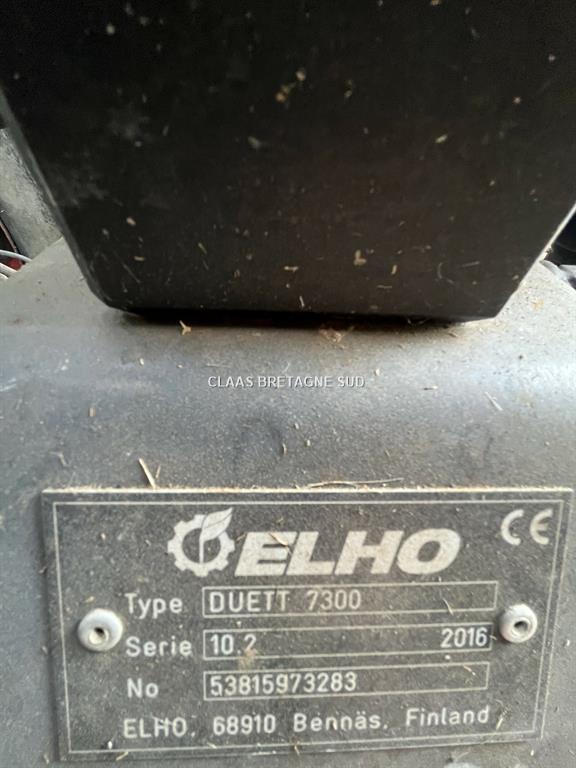 CLAAS BRETAGNE SUD
ELHO CE
Type DUETT 7300
Serie 10.2 2016
No 53815973283
ELHO. 68910 Bennäs. Finland